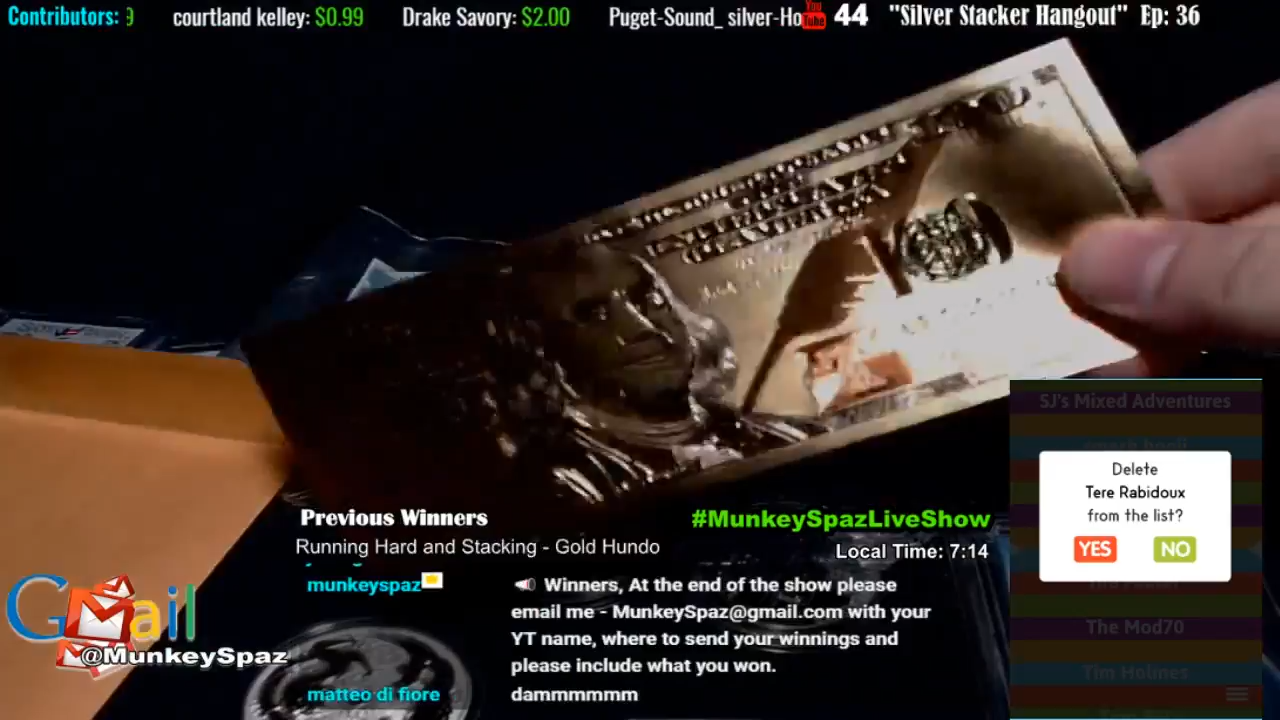 Contributors: 9 courtland kelley: $0.99 Drake Savory: $2.00 Puget-Sound_ silver-Ho You Tube 44 "Silver Stacker Hangout" Ep: 36
SJ's Mixed Adventures
Delete
Tere Rabidoux
from the list?
YES NO
The Mod70
Tim Holmes
Previous Winners
#MunkeySpazLiveShow
Running Hard and Stacking - Gold Hundo
Local Time: 7:14
munkeyspaz Winners, At the end of the show please
email me - MunkeySpaz@gmail.com with your
YT name, where to send your winnings and
please include what you won.
matteo di fiore dammmmmm
Gmail
@MunkeySpaz